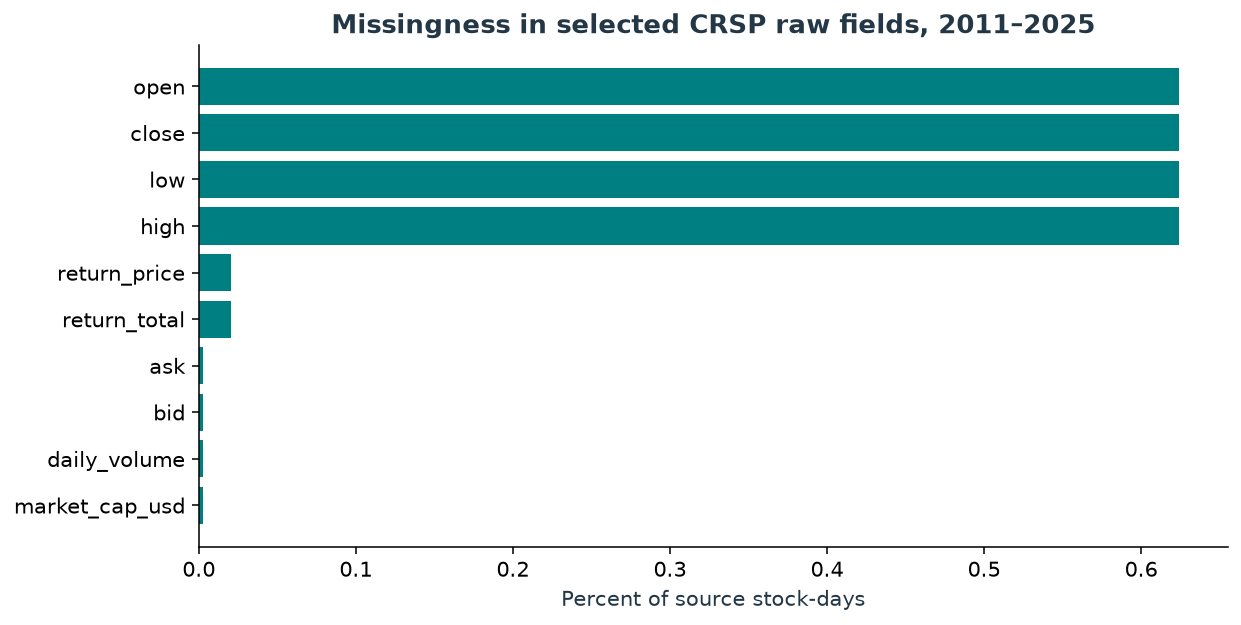 Missingness in selected CRSP raw fields, 2011–2025
open
close
low
high
return_price
return_total
ask
bid
daily_volume
market_cap_usd
0.0 0.1 0.2 0.3 0.4 0.5 0.6
Percent of source stock-days